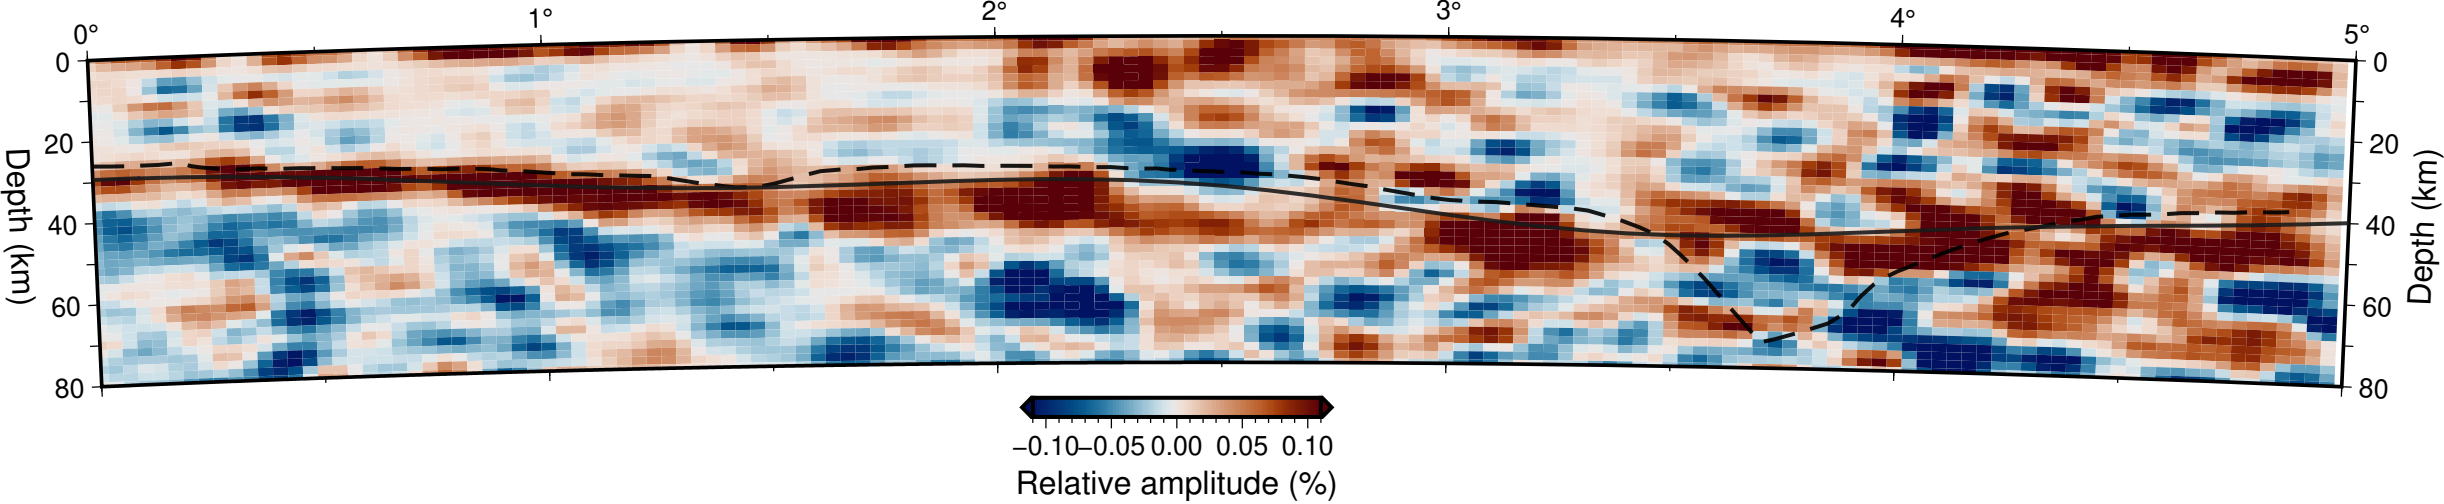 0° 1° 2° 3° 4° 5°
0 0
20 20
40 40
60 60
80 80
Depth (km) Depth (km)
−0.10 −0.05 0.00 0.05 0.10
Relative amplitude (%)